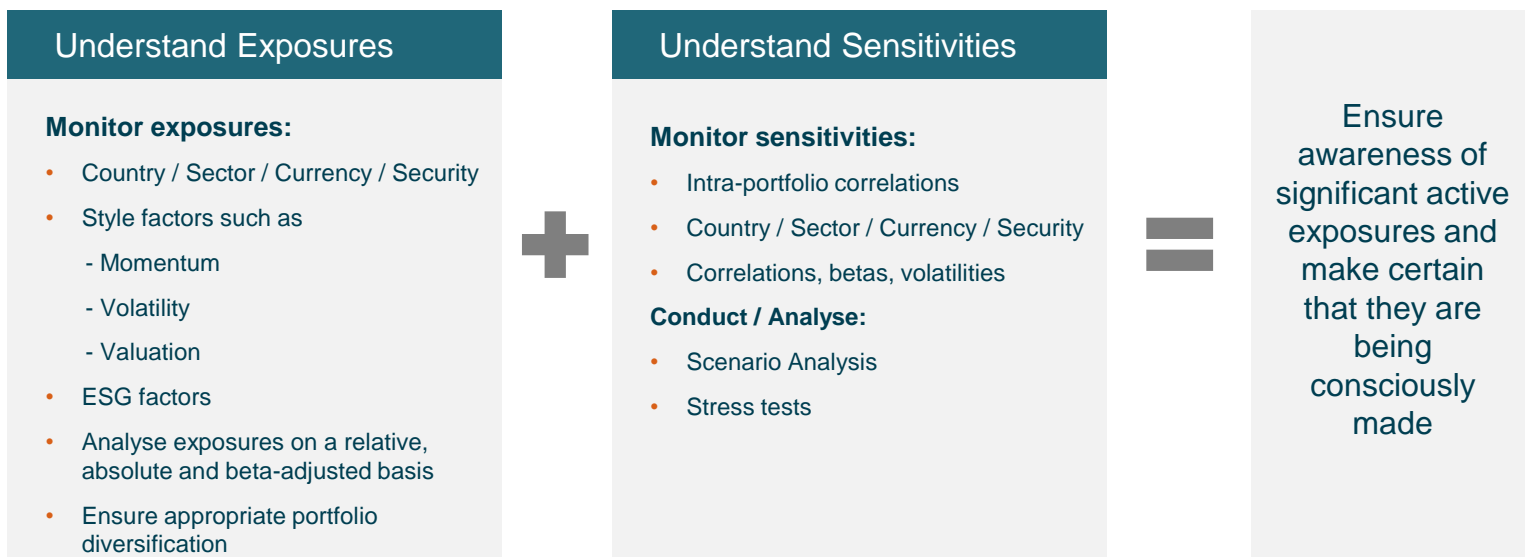 Understand Exposures
Monitor exposures:
• Country / Sector / Currency / Security
• Style factors such as
- Momentum
- Volatility
- Valuation
• ESG factors
• Analyse exposures on a relative,
absolute and beta-adjusted basis
• Ensure appropriate portfolio
diversification
Understand Sensitivities
Monitor sensitivities:
• Intra-portfolio correlations
• Country / Sector / Currency / Security
• Correlations, betas, volatilities
Conduct / Analyse:
• Scenario Analysis
• Stress tests
Ensure
awareness of
significant active
exposures and
make certain
that they are
being
consciously
made